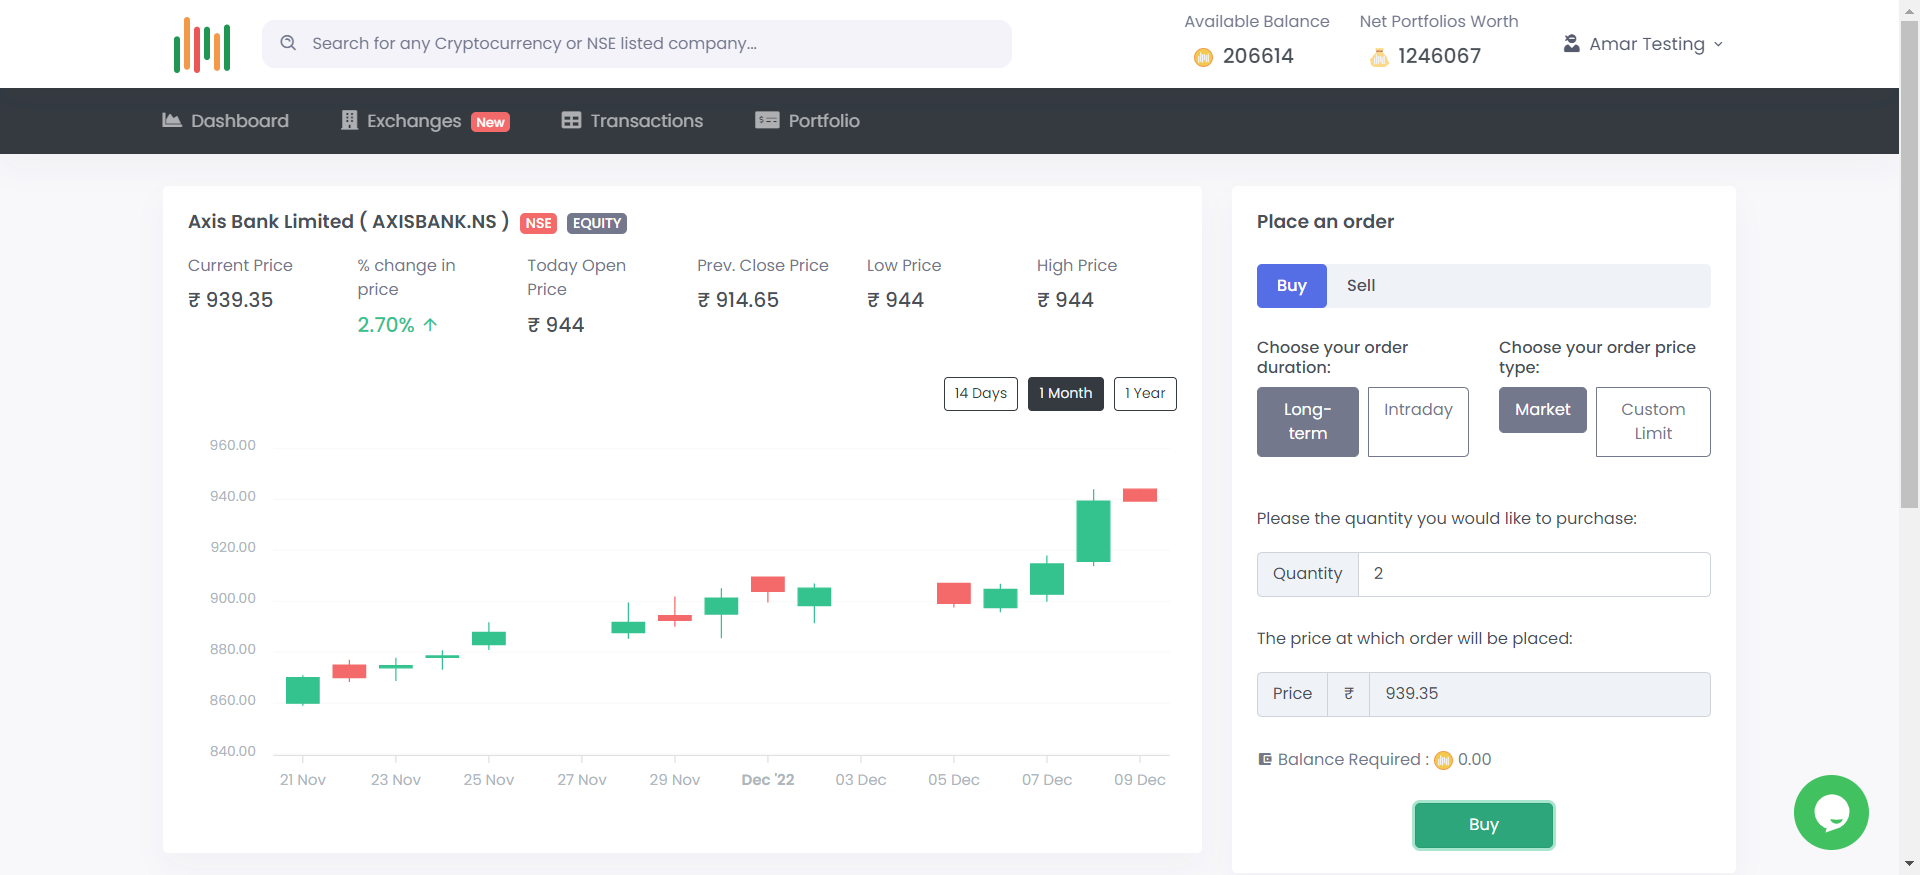 Search for any Cryptocurrency or NSE listed company...
Available Balance
206614
Net Portfolios Worth
1246067
Amar Testing
Dashboard
Exchanges New
Transactions
Portfolio
Axis Bank Limited ( AXISBANK.NS ) NSE EQUITY
Current Price
₹ 939.35
% change in
price
2.70%
Today Open
Price
₹ 944
Prev. Close Price
₹ 914.65
Low Price
₹ 944
High Price
₹ 944
14 Days
1 Month
1 Year
960.00
940.00
920.00
900.00
880.00
860.00
840.00
21 Nov
23 Nov
25 Nov
27 Nov
29 Nov
Dec '22
03 Dec
05 Dec
07 Dec
09 Dec
Place an order
Buy
Sell
Choose your order
duration:
Long-
term
Intraday
Choose your order price
type:
Market
Custom
Limit
Please the quantity you would like to purchase:
Quantity 2
The price at which order will be placed:
Price ₹ 939.35
Balance Required : 0.00
Buy